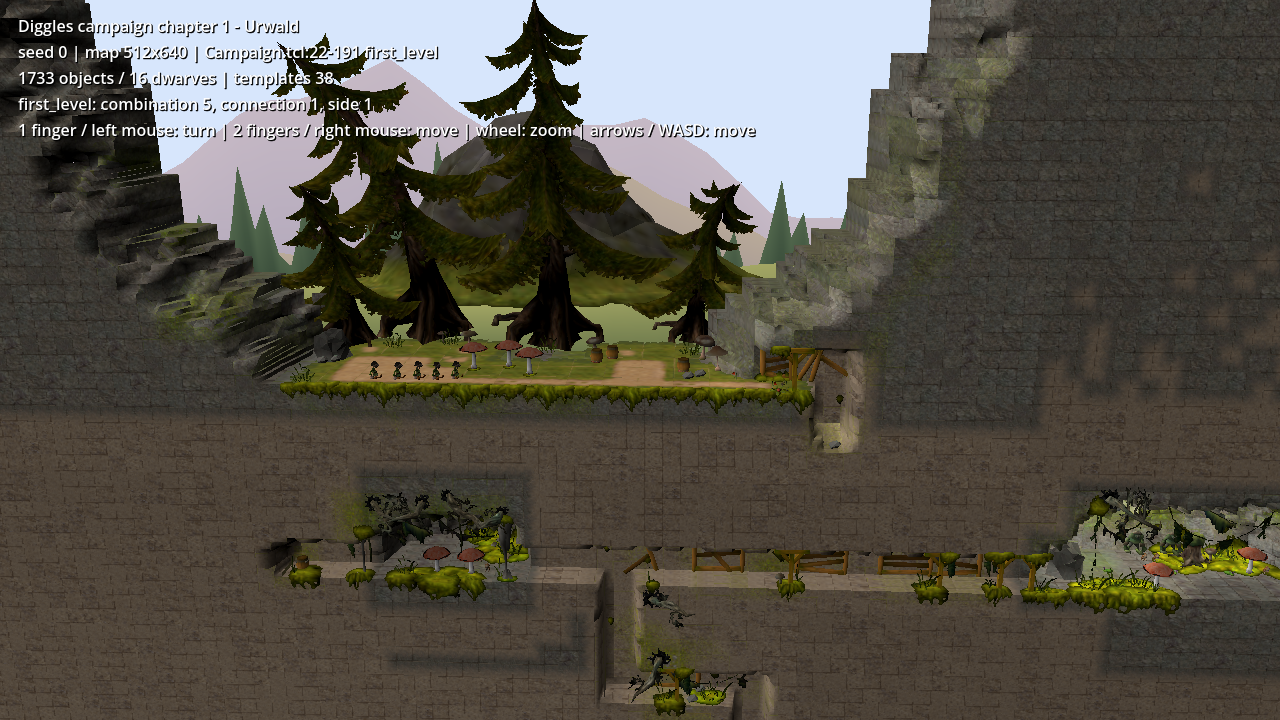 Diggles campaign chapter 1 - Urwald
seed 0 | map 512x640 | Campaign.tcl:22-191 first_level
1733 objects / 16 dwarves | templates 38
first_level: combination 5, connection 1, side 1
1 finger / left mouse: turn | 2 fingers / right mouse: move | wheel: zoom | arrows / WASD: move